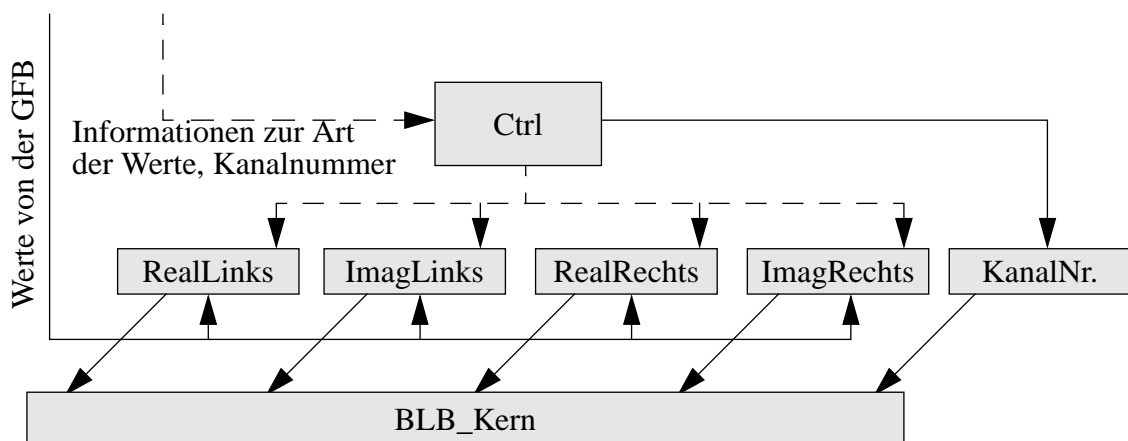 Werte von der GFB
Ctrl
Informationen zur Art
der Werte, Kanalnummer
RealLinks
ImagLinks
RealRechts
ImagRechts
KanalNr.
BLB_Kern